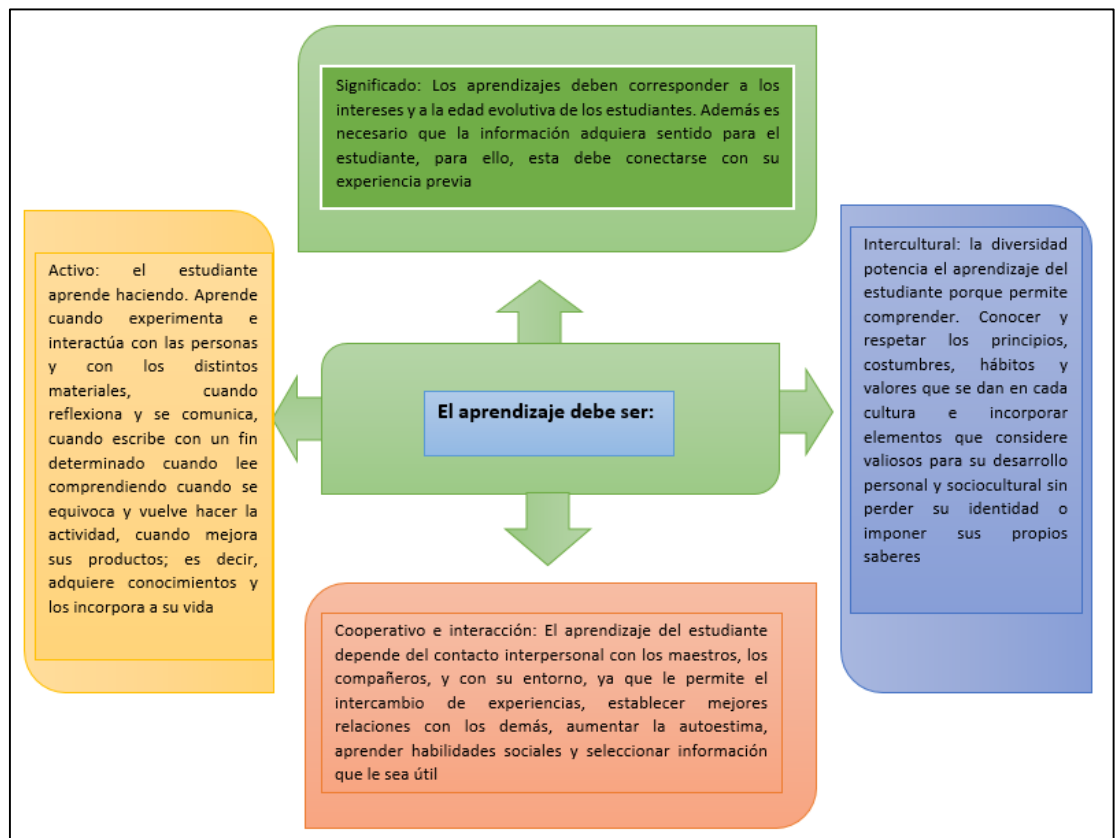 Significado: Los aprendizajes deben corresponder a los
intereses y a la edad evolutiva de los estudiantes. Además es
necesario que la información adquiera sentido para el
estudiante, para ello, esta debe conectarse con su
experiencia previa
Activo: el estudiante
aprende haciendo. Aprende
cuando experimenta e
interactúa con las personas
y con los distintos
materiales, cuando
reflexiona y se comunica,
cuando escribe con un fin
determinado cuando lee
comprendiendo cuando se
equivoca y vuelve hacer la
actividad, cuando mejora
sus productos; es decir,
adquiere conocimientos y
los incorpora a su vida
El aprendizaje debe ser:
Intercultural: la diversidad
potencia el aprendizaje del
estudiante porque permite
comprender. Conocer y
respetar los principios,
costumbres, hábitos y
valores que se dan en cada
cultura e incorporar
elementos que considere
valiosos para su desarrollo
personal y sociocultural sin
perder su identidad o
imponer sus propios
saberes
Cooperativo e interacción: El aprendizaje del estudiante
depende del contacto interpersonal con los maestros, los
compañeros, y con su entorno, ya que le permite el
intercambio de experiencias, establecer mejores
relaciones con los demás, aumentar la autoestima,
aprender habilidades sociales y seleccionar información
que le sea útil